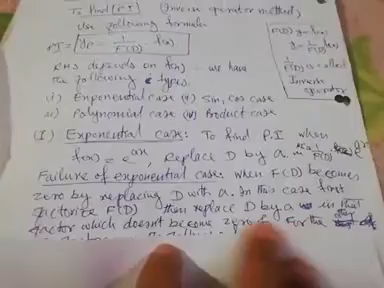 To find (P.I) (Inverse operator method)
Use following formula
P.I = yp = 1/F(D) f(x)
F(D) y = f(x)
y = 1/F(D) f(x)
1/F(D) is called
Inverse
operator
RHS depends on f(x) we have
the following types.
i) Exponential case (iii) Sin, cos case
ii) Polynomial case (iv) Product case
(I) Exponential case: To find P.I when
f(x) = e^ax, Replace D by a. in 1/F(D)
Failure of exponential case: when F(D) becomes
zero by replacing D with a. In this case first
factorize F(D) then replace D by a in that
factor which doesn't become zero. For the